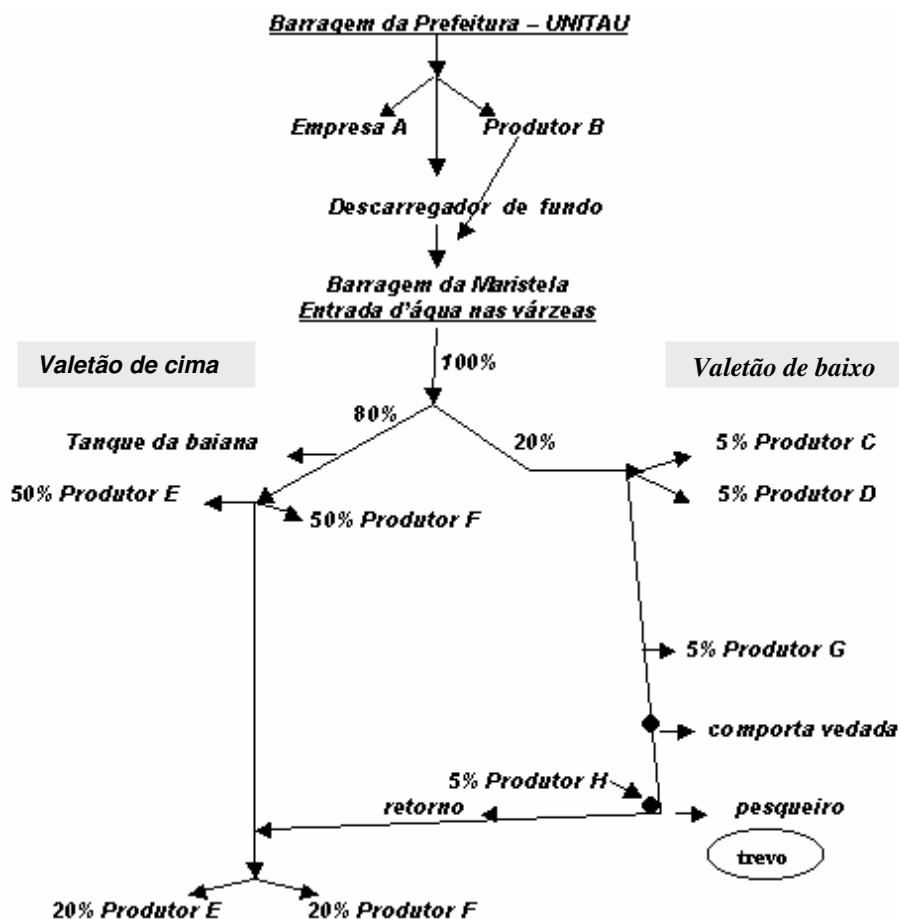 Barragem da Prefeitura – UNITAU
Empresa A
Produtor B
Descarregador de fundo
Barragem da Maristela
Entrada d'áqua nas várzeas
Valetão de cima
100%
Valetão de baixo
80%
20%
Tanque da baiana
5% Produtor C
50% Produtor E
5% Produtor D
50% Produtor F
5% Produtor G
comporta vedada
5% Produtor H
retorno
pesqueiro
trevo
20% Produtor E
20% Produtor F